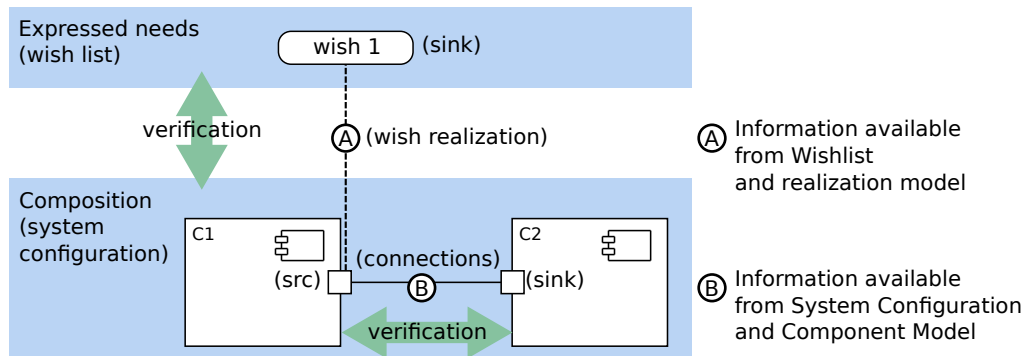 Expressed needs
(wish list)
wish 1
(sink)
verification
A
(wish realization)
A
Information available
from Wishlist
and realization model
Composition
(system
configuration)
C1
C2
(connections)
(src)
B
(sink)
verification
B
Information available
from System Configuration
and Component Model